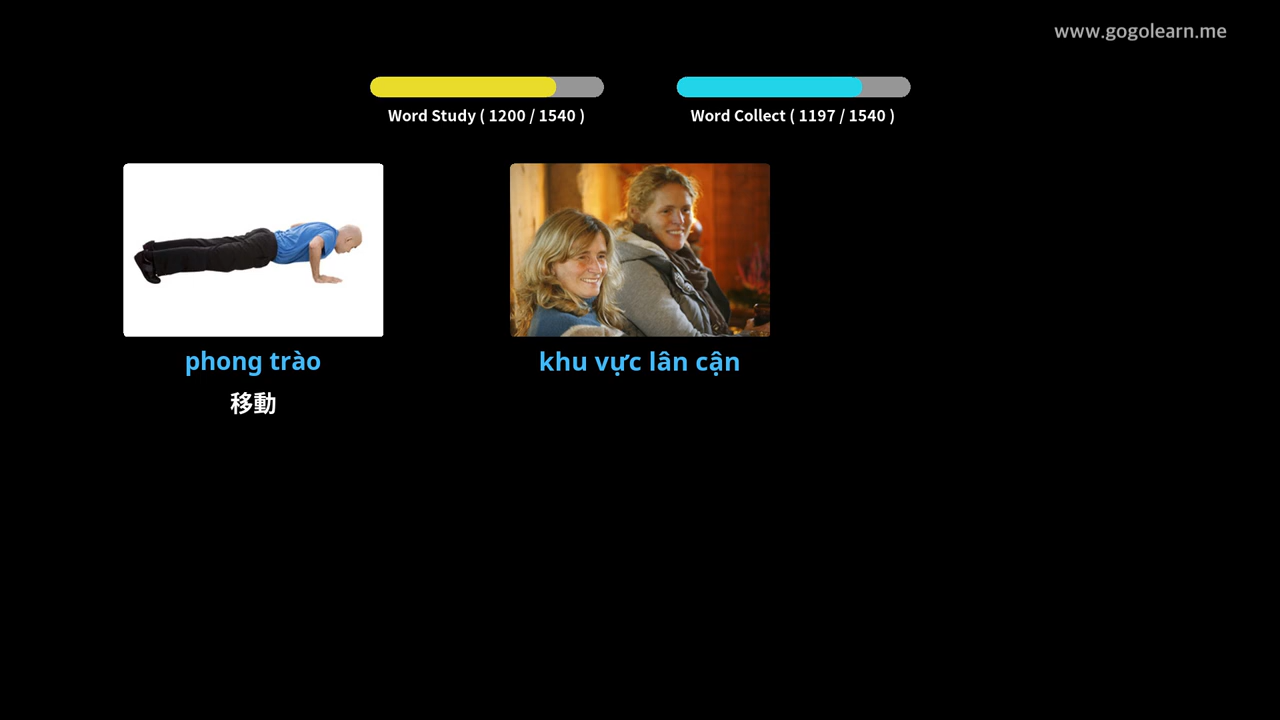 www.gogolearn.me
Word Study ( 1200 / 1540 )
Word Collect ( 1197 / 1540 )
phong trào
移動
khu vực lân cận